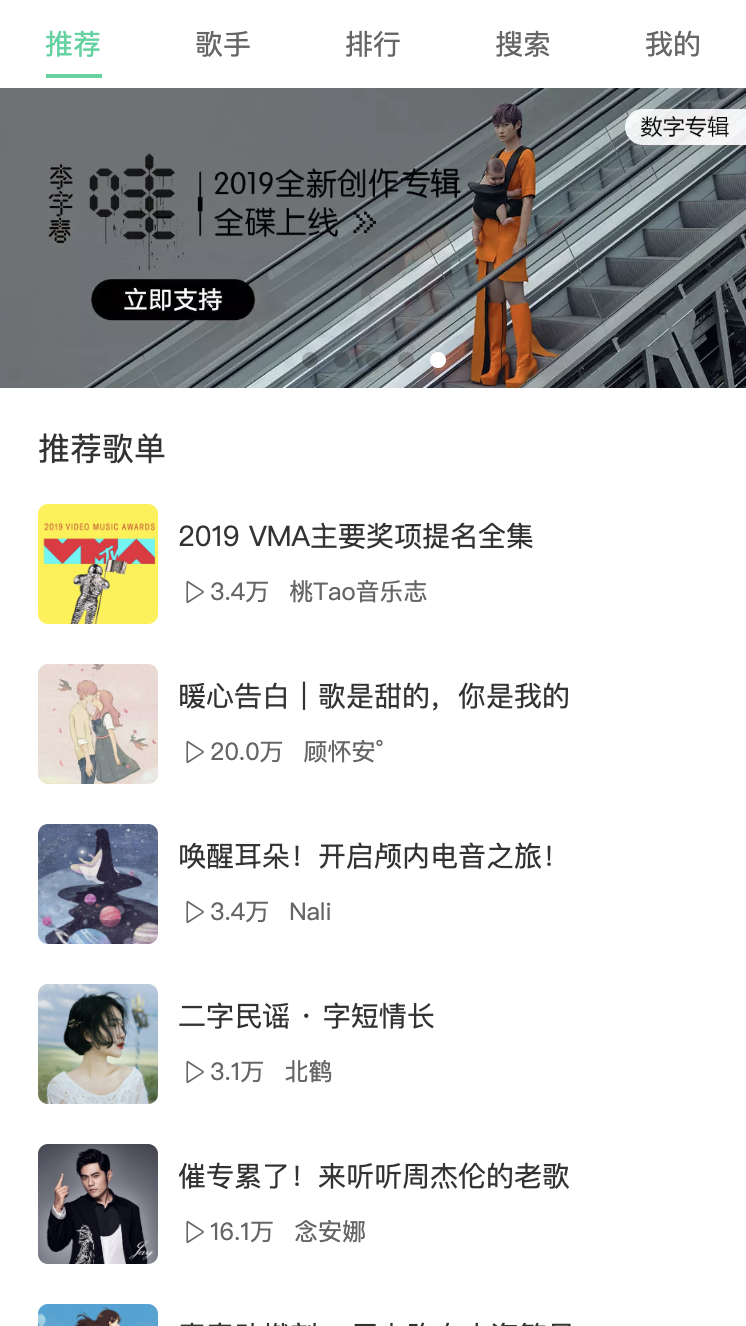 推荐
歌手
排行
搜索
我的
数字专辑
李宇春
哇
2019全新创作专辑
全碟上线
立即支持
推荐歌单
2019 VIDEO MUSIC AWARDS
VMA
MTV
2019 VMA主要奖项提名全集
3.4万 桃Tao音乐志
暖心告白｜歌是甜的，你是我的
20.0万 顾怀安°
唤醒耳朵！开启颅内电音之旅！
3.4万 Nali
二字民谣 · 字短情长
3.1万 北鹤
催专累了！来听听周杰伦的老歌
16.1万 念安娜
Jay